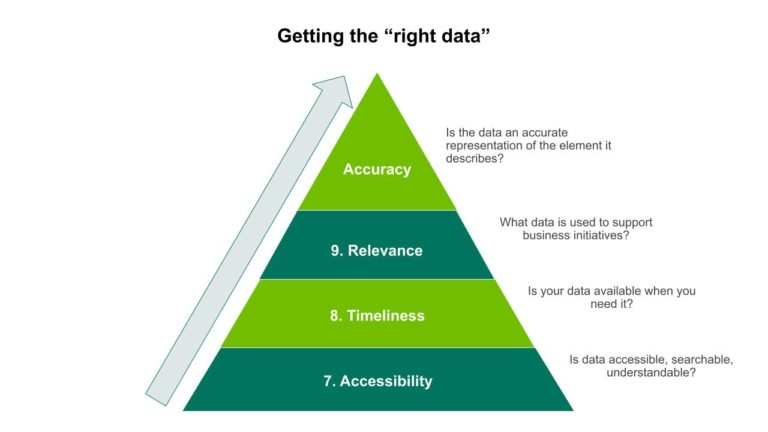 Getting the “right data”
Is the data an accurate
representation of the element it
describes?
Accuracy
What data is used to support
business initiatives?
9. Relevance
Is your data available when you
need it?
8. Timeliness
Is data accessible, searchable,
understandable?
7. Accessibility